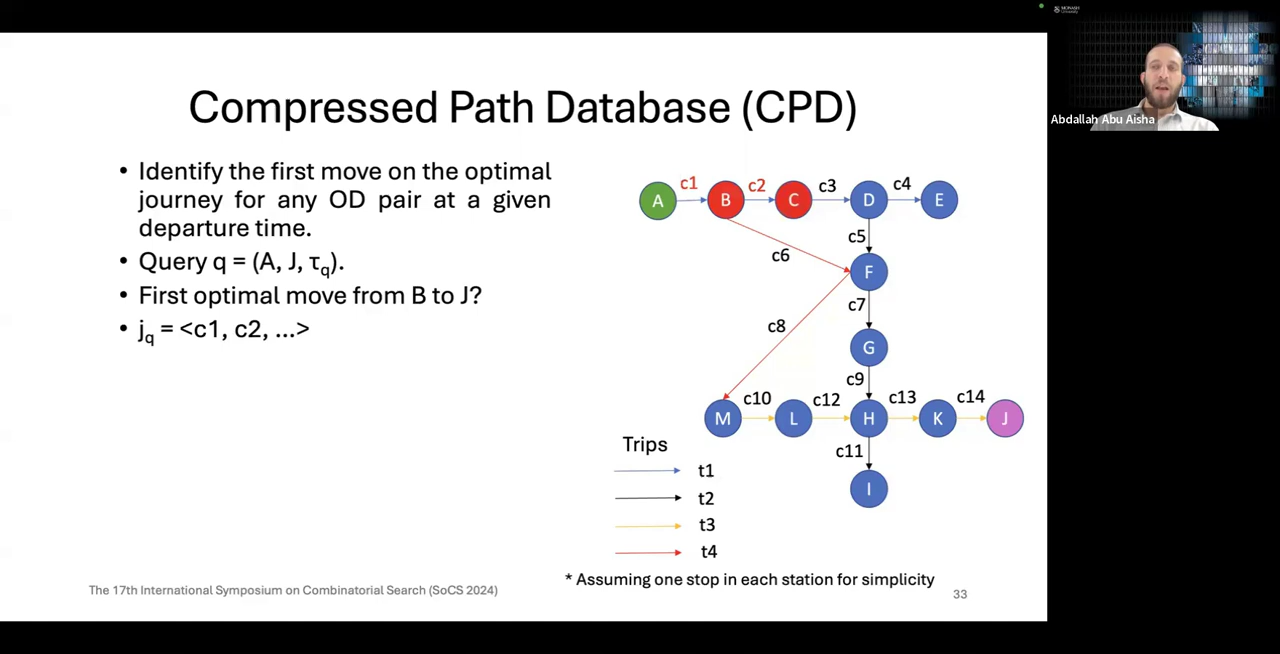 MONASH
University
Abdallah Abu Aisha
Compressed Path Database (CPD)
• Identify the first move on the optimal
journey for any OD pair at a given
departure time.
• Query q = (A, J, τq).
• First optimal move from B to J?
• jq = <c1, c2, ...>
A c1 B c2 C c3 D c4 E
c5
c6
F
c8
c7
G
c9
M c10 L c12 H c13 K c14 J
c11
I
Trips
t1
t2
t3
t4
* Assuming one stop in each station for simplicity
The 17th International Symposium on Combinatorial Search (SoCS 2024)
33